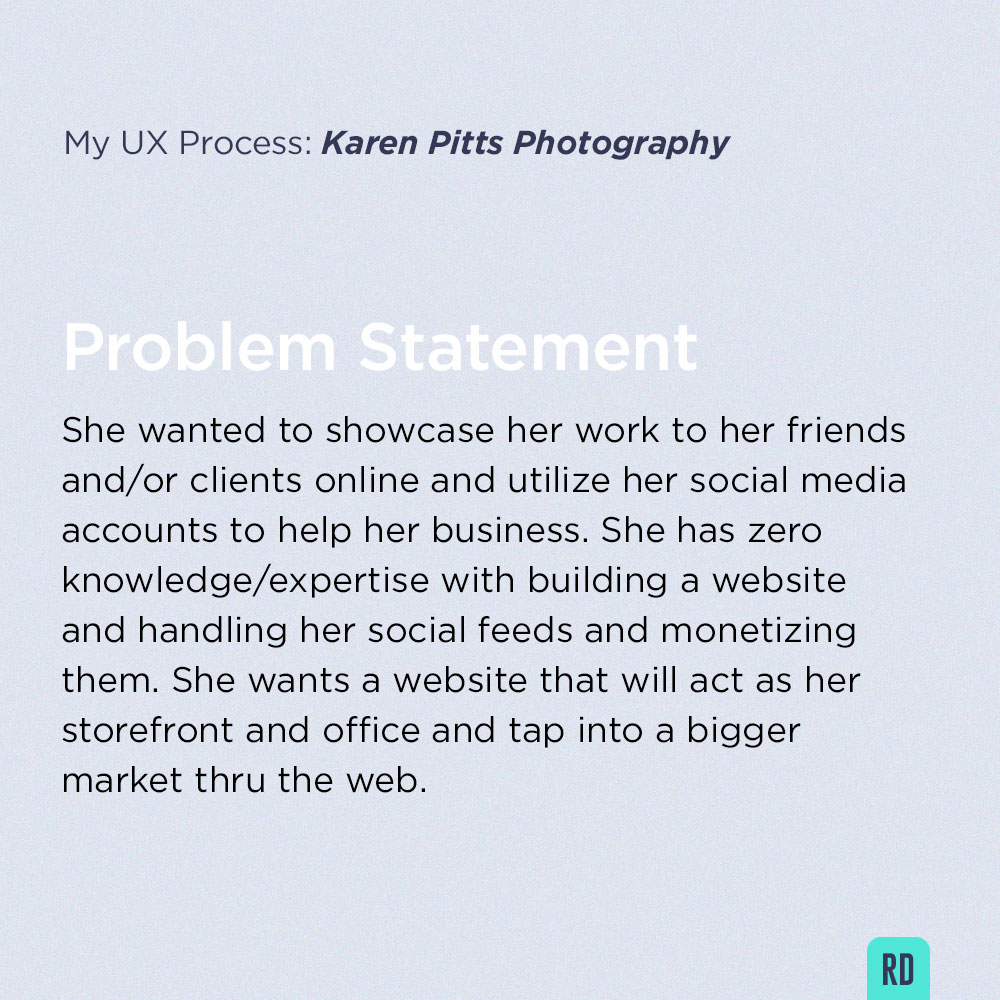 My UX Process: Karen Pitts Photography
Problem Statement
She wanted to showcase her work to her friends
and/or clients online and utilize her social media
accounts to help her business. She has zero
knowledge/expertise with building a website
and handling her social feeds and monetizing
them. She wants a website that will act as her
storefront and office and tap into a bigger
market thru the web.
RD